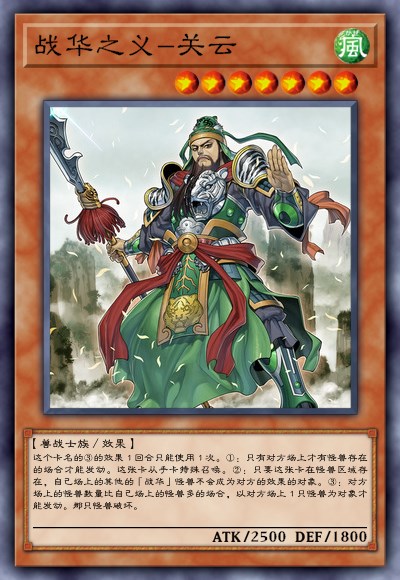 战华之义-关云
風
【兽战士族/效果】
这个卡名的③的效果1回合只能使用1次。①：只有对方场上才有怪兽存在
的场合才能发动。这张卡从手卡特殊召唤。②：只要这张卡在怪兽区域存
在，自己场上的其他的「战华」怪兽不会成为对方的效果的对象。③：对方
场上的怪兽数量比自己场上的怪兽多的场合，以对方场上1只怪兽为对象才
能发动。那只怪兽破坏。
ATK/2500 DEF/1800